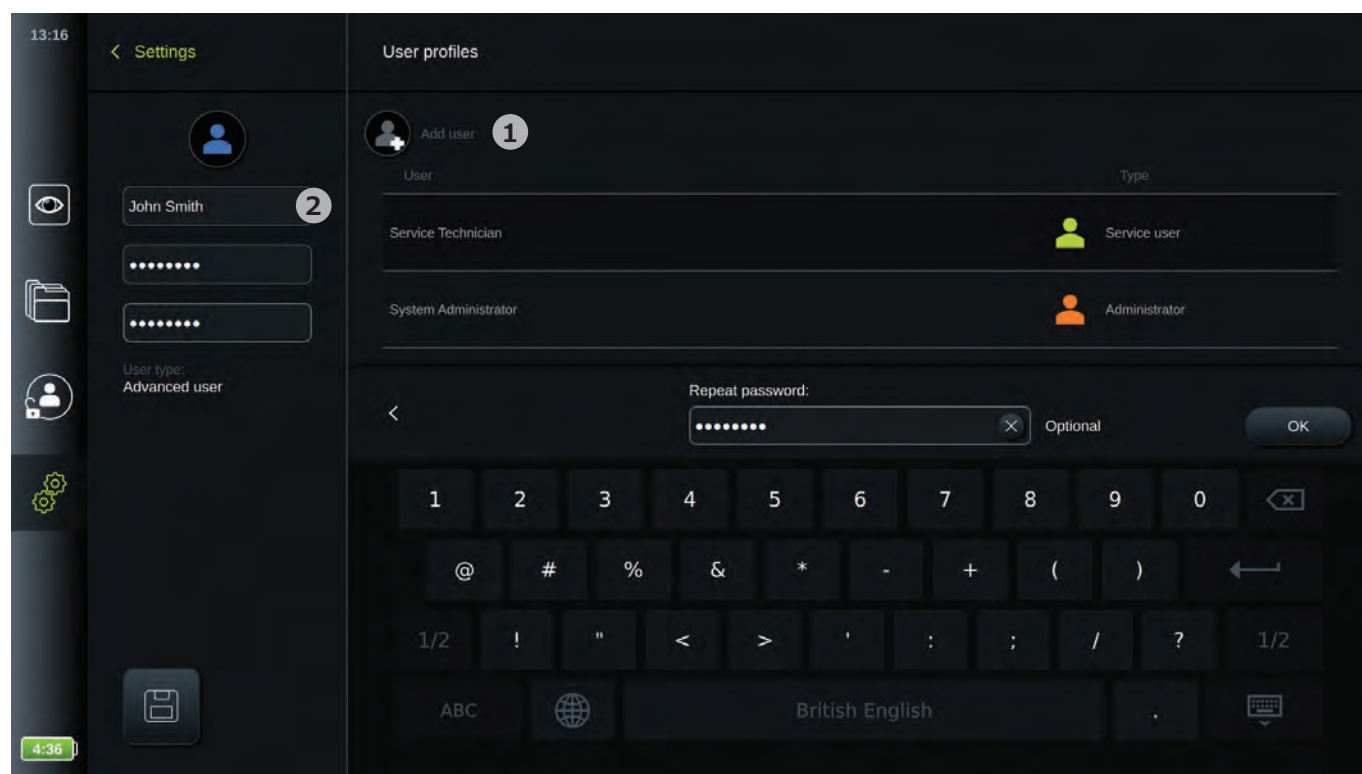 13:16
Settings
User profiles
Add user 1
User Type
John Smith 2
Service Technician Service user
••••••••
System Administrator Administrator
••••••••
User type:
Advanced user
Repeat password:
•••••••• Optional OK
1 2 3 4 5 6 7 8 9 0
@ # % & * - + ( )
1/2 ! " < > ' : ; / ? 1/2
ABC British English .
4:36